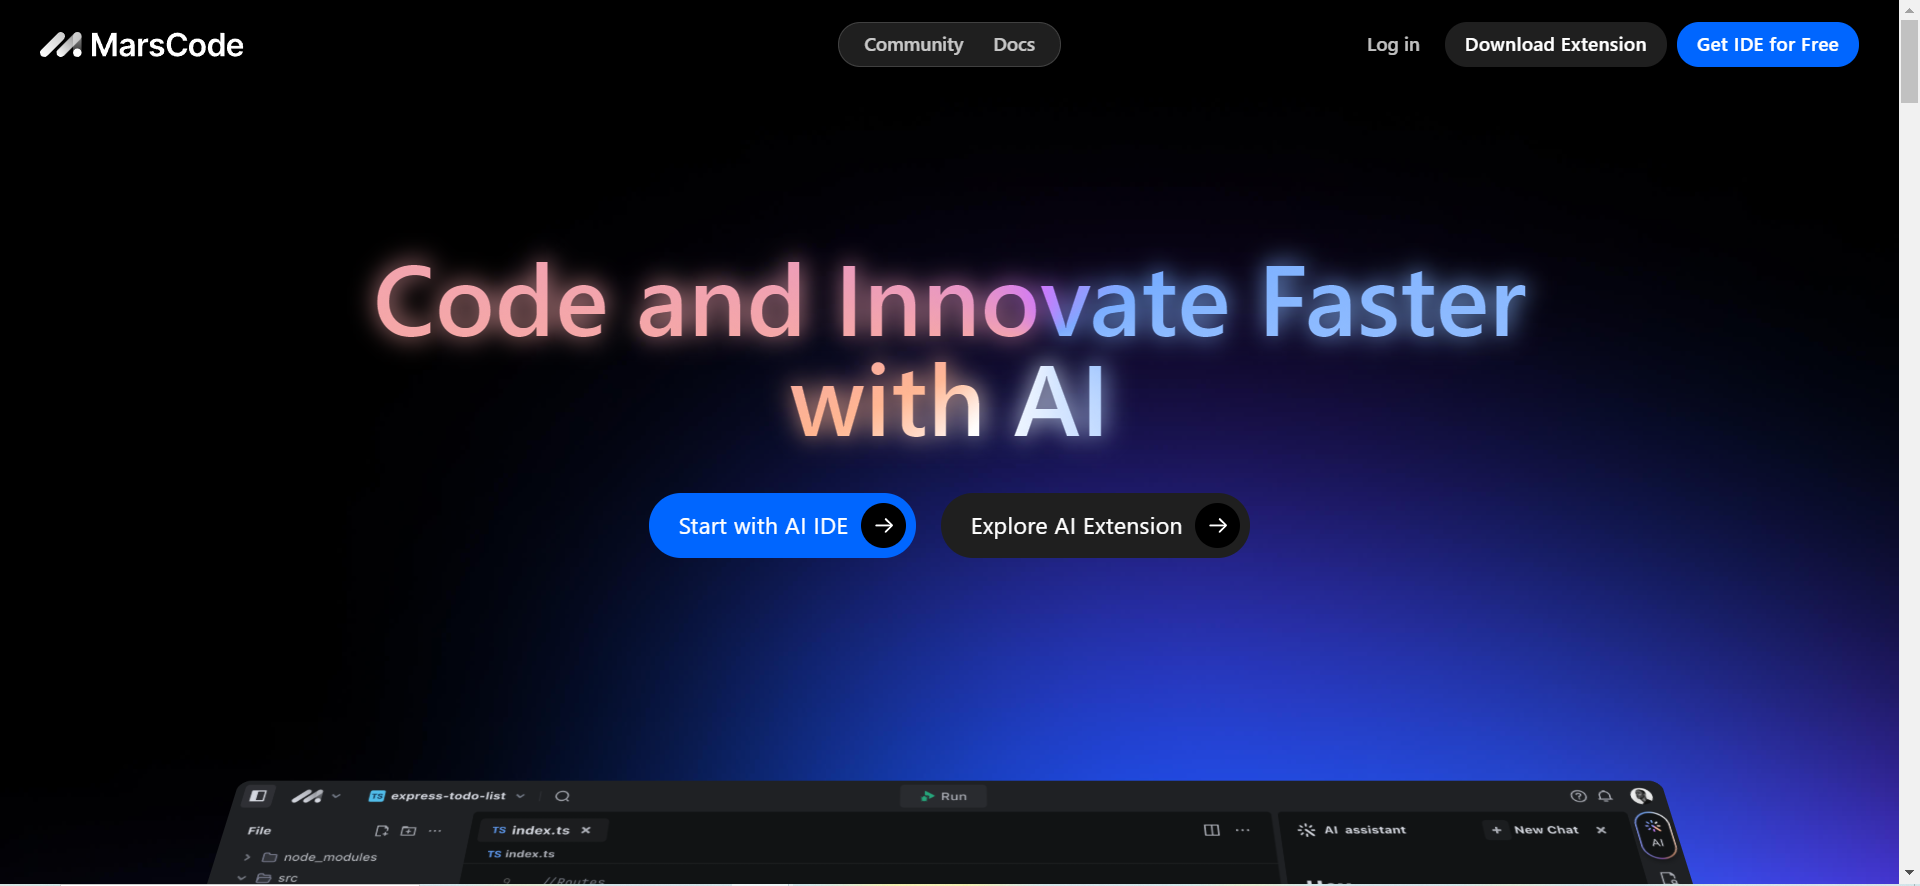 MarsCode
Community Docs
Log in Download Extension Get IDE for Free
Code and Innovate Faster
with AI
Start with AI IDE
Explore AI Extension
TS express-todo-list
Run
File
TS index.ts
AI assistant
New Chat
AI
TS index.ts
node_modules
src
//Routes